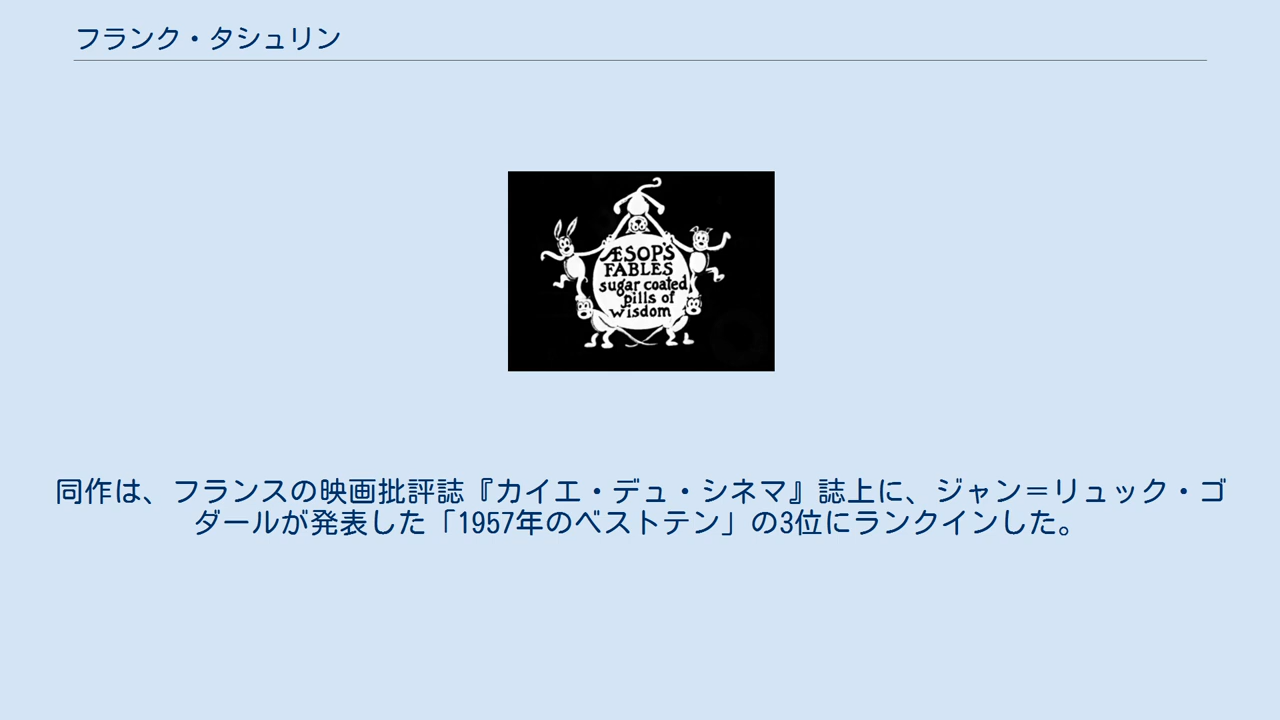 フランク・タシュリン
ÆSOP'S
FABLES
sugar coated
pills of
wisdom
同作は、フランスの映画批評誌『カイエ・デュ・シネマ』誌上に、ジャン＝リュック・ゴ
ダールが発表した「1957年のベストテン」の3位にランクインした。